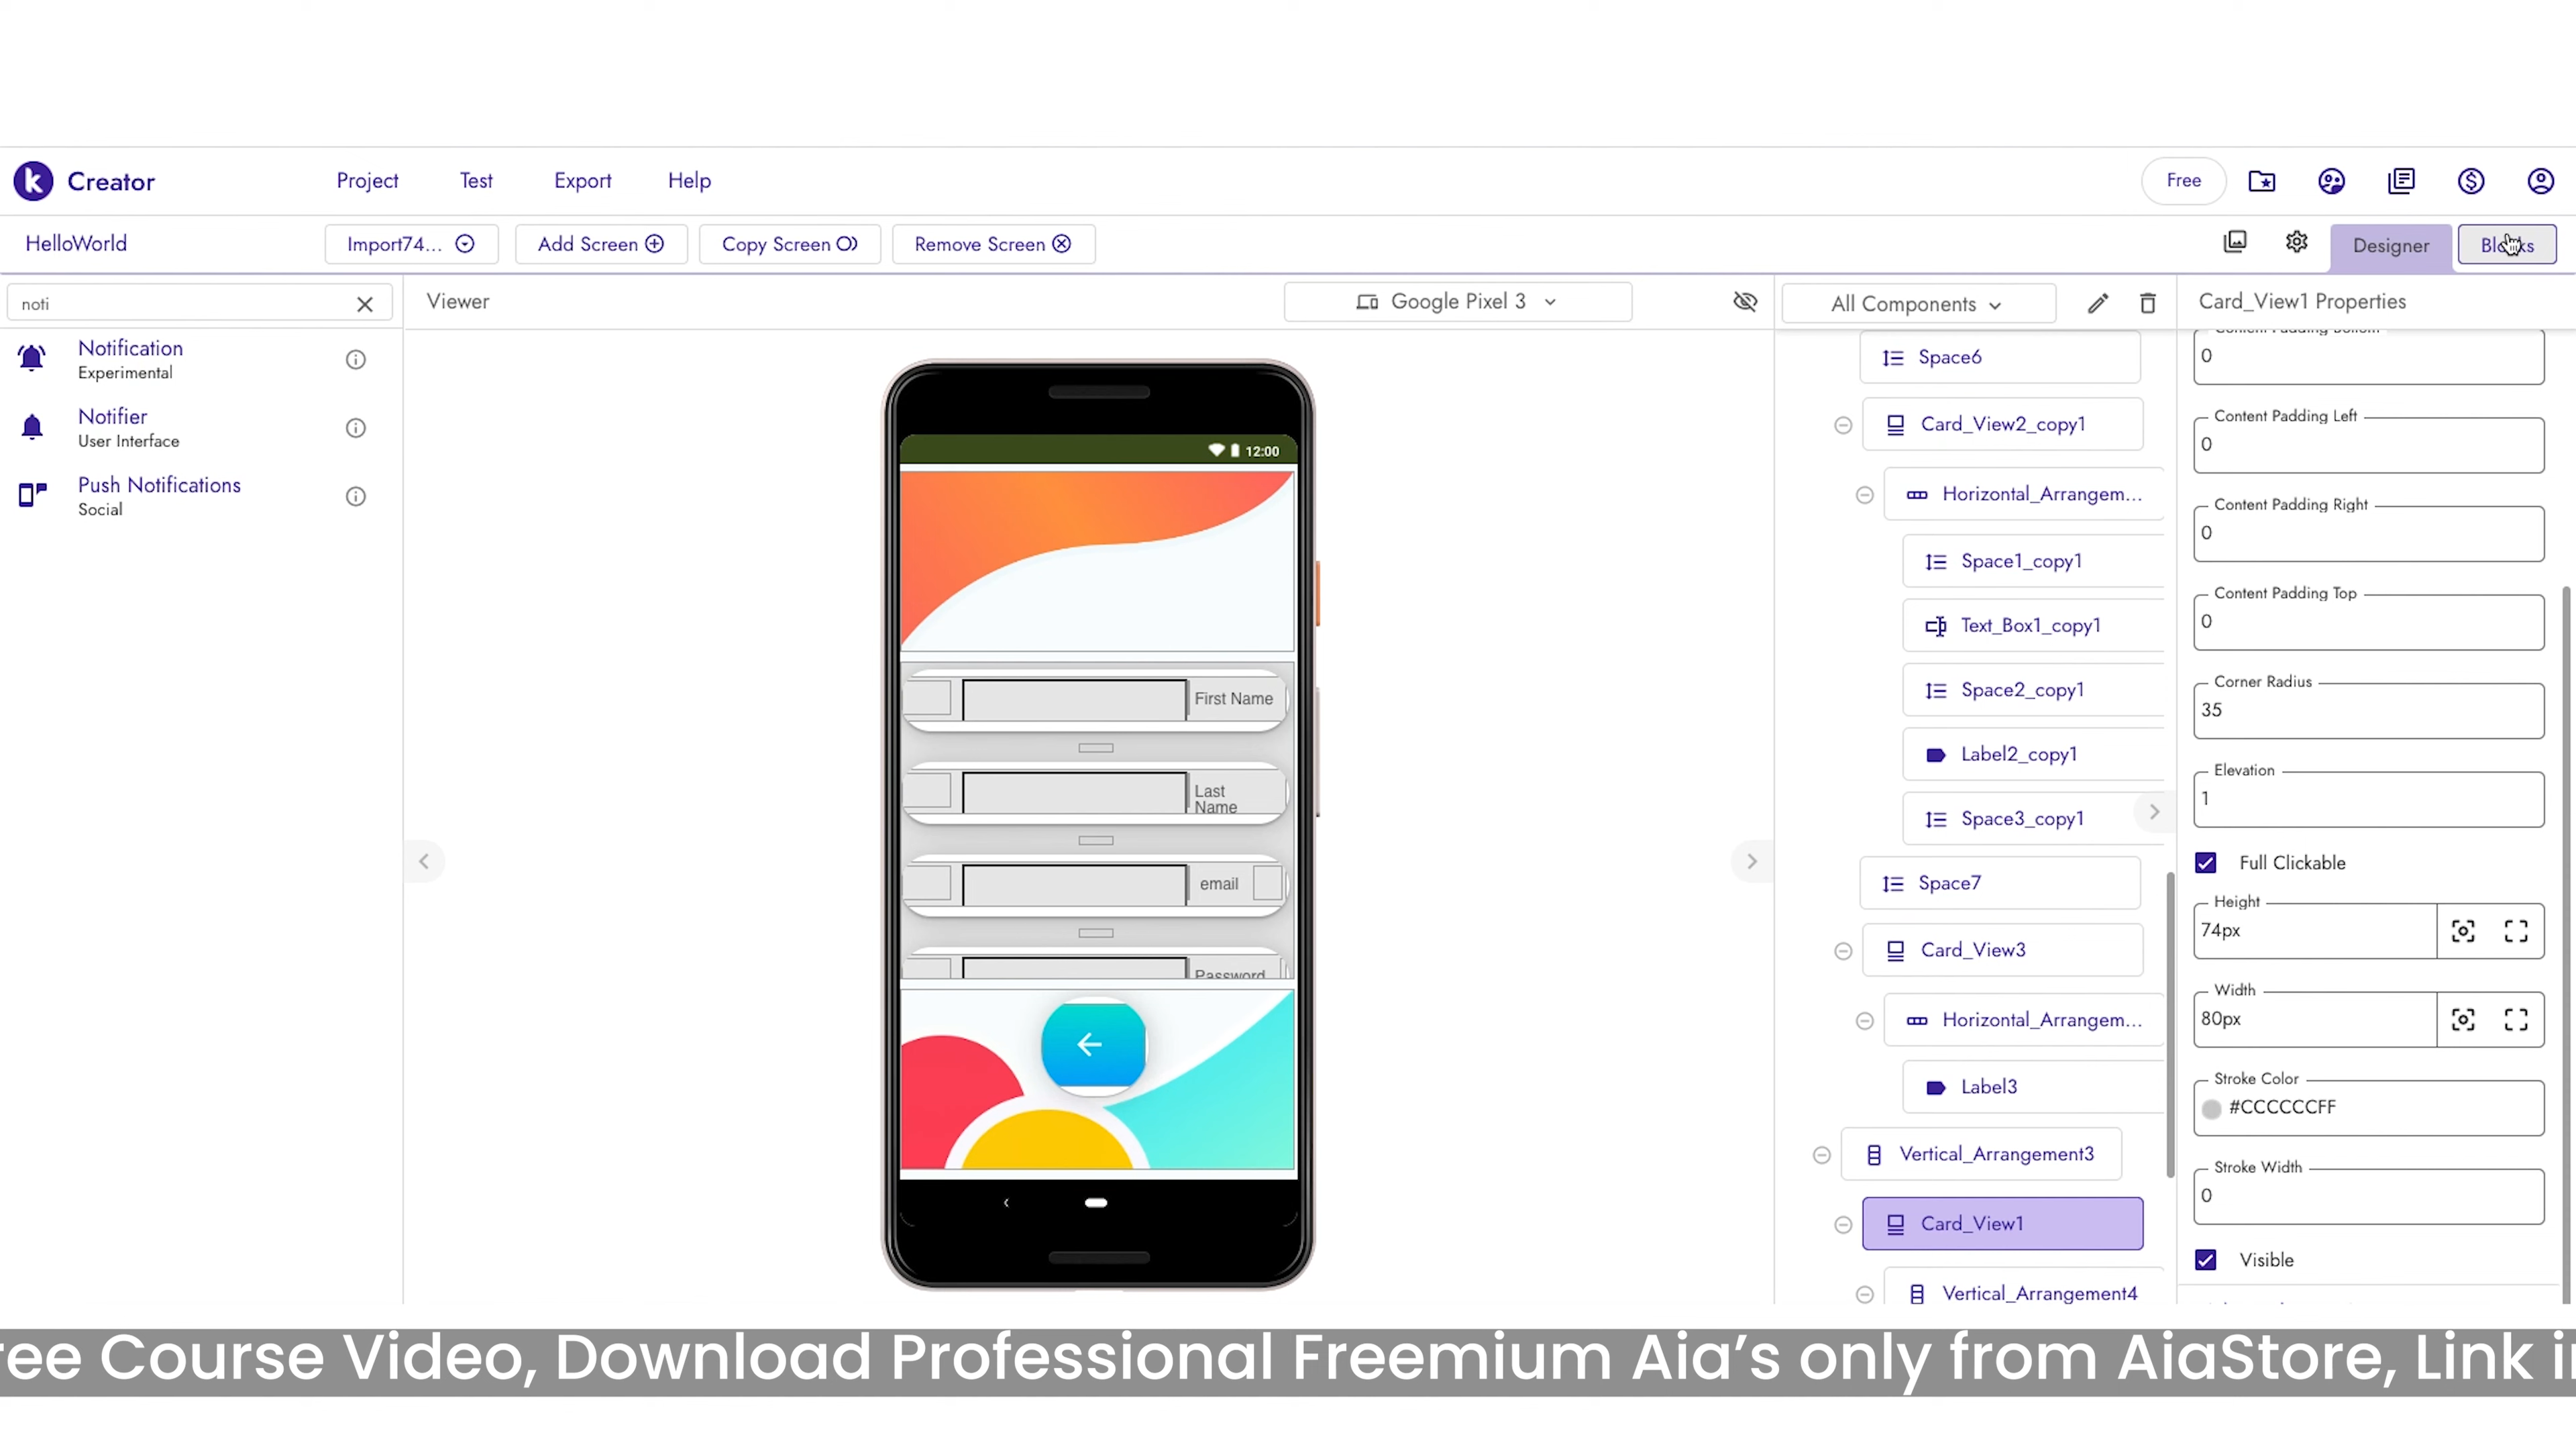 Creator
Project
Test
Export
Help
Free
HelloWorld
Import74...
Add Screen
Copy Screen
Remove Screen
Designer
Blocks
noti
Viewer
Google Pixel 3
All Components
Card_View1 Properties
Notification
Experimental
Notifier
User Interface
Push Notifications
Social
12:00
First Name
Last
Name
email
Password
Space6
Card_View2_copy1
Horizontal_Arrangem...
Space1_copy1
Text_Box1_copy1
Space2_copy1
Label2_copy1
Space3_copy1
Space7
Card_View3
Horizontal_Arrangem...
Label3
Vertical_Arrangement3
Card_View1
Vertical_Arrangement4
Content Padding Bottom
0
Content Padding Left
0
Content Padding Right
0
Content Padding Top
0
Corner Radius
35
Elevation
1
Full Clickable
Height
74px
Width
80px
Stroke Color
#CCCCCCFF
Stroke Width
0
Visible
ree Course Video, Download Professional Freemium Aia's only from AiaStore, Link in